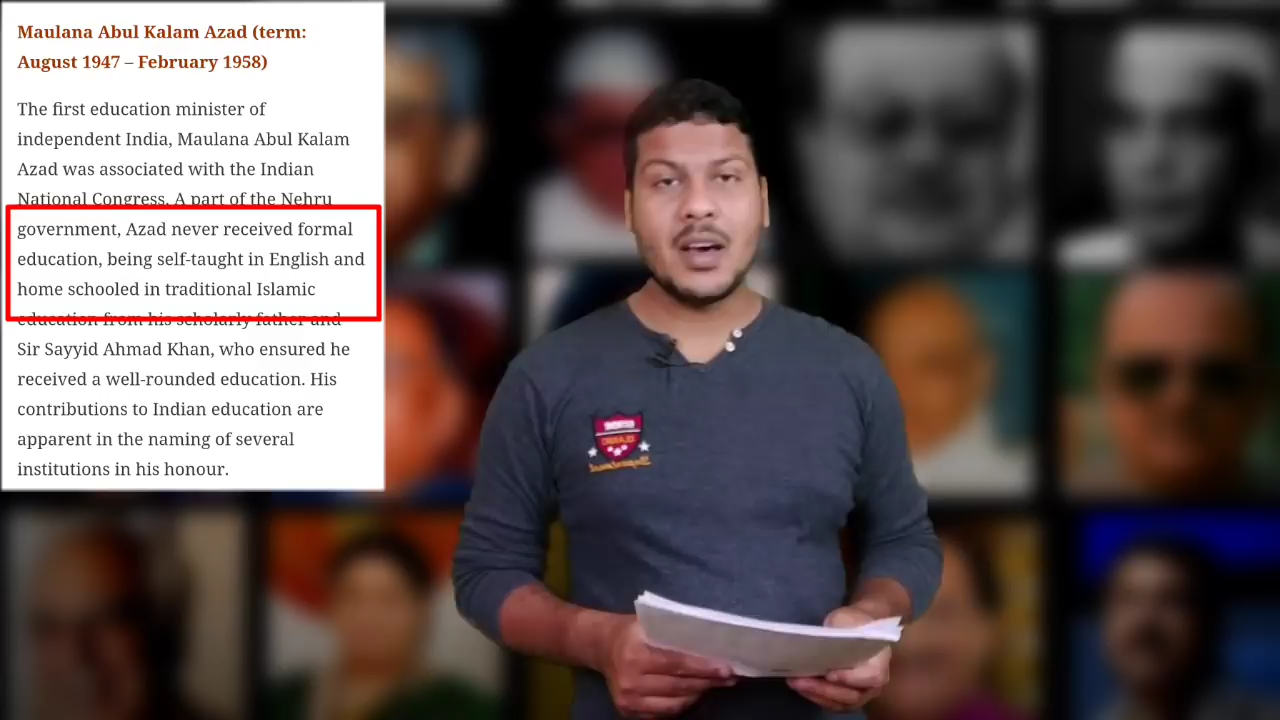 Maulana Abul Kalam Azad (term:
August 1947 – February 1958)
The first education minister of
independent India, Maulana Abul Kalam
Azad was associated with the Indian
National Congress. A part of the Nehru
government, Azad never received formal
education, being self-taught in English and
home schooled in traditional Islamic
education from his scholarly father and
Sir Sayyid Ahmad Khan, who ensured he
received a well-rounded education. His
contributions to Indian education are
apparent in the naming of several
institutions in his honour.